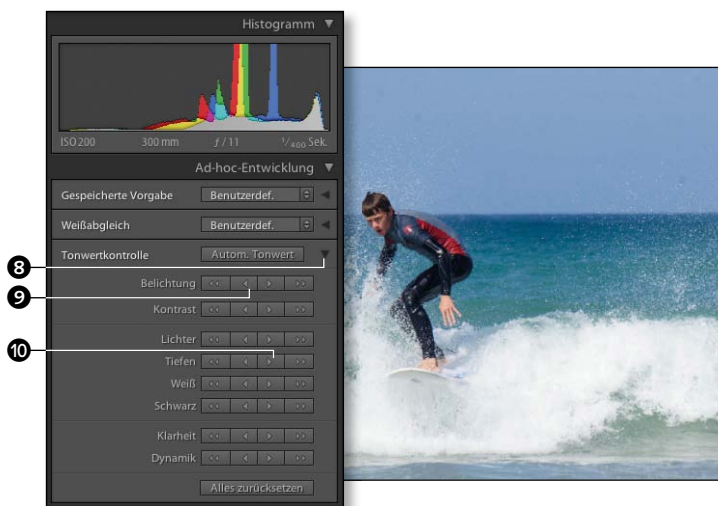 Histogramm
ISO 200 300 mm f / 11 1/400 Sek.
Ad-hoc-Entwicklung
Gespeicherte Vorgabe Benutzerdef.
Weißabgleich Benutzerdef.
8 Tonwertkontrolle Autom. Tonwert
Belichtung
9
Kontrast
Lichter
10
Tiefen
Weiß
Schwarz
Klarheit
Dynamik
Alles zurücksetzen